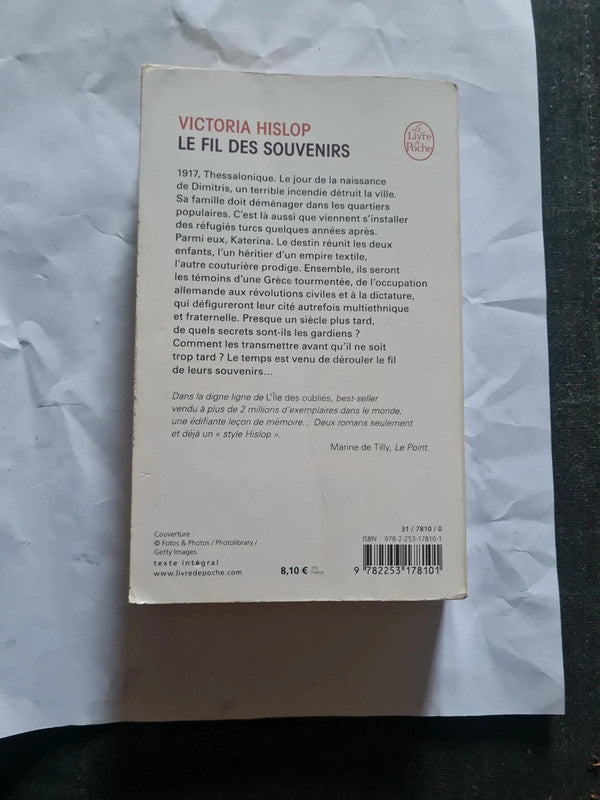 VICTORIA HISLOP
LE FIL DES SOUVENIRS
Le
Livre
de
Poche
1917, Thessalonique. Le jour de la naissance
de Dimitris, un terrible incendie détruit la ville.
Sa famille doit déménager dans les quartiers
populaires. C'est là aussi que viennent s'installer
des réfugiés turcs quelques années après.
Parmi eux, Katerina. Le destin réunit les deux
enfants, l'un héritier d'un empire textile,
l'autre couturière prodige. Ensemble, ils seront
les témoins d'une Grèce tourmentée, de l'occupation
allemande aux révolutions civiles et à la dictature,
qui défigureront leur cité autrefois multiethnique
et fraternelle. Presque un siècle plus tard,
de quels secrets sont-ils les gardiens ?
Comment les transmettre avant qu'il ne soit
trop tard ? Le temps est venu de dérouler le fil
de leurs souvenirs...
Dans la digne ligne de L'Île des oubliés, best-seller
vendu à plus de 2 millions d'exemplaires dans le monde,
une édifiante leçon de mémoire... Deux romans seulement
et déjà un « style Hislop ».
Marine de Tilly, Le Point.
Couverture :
© Fotos & Photos / Photolibrary /
Getty Images.
texte intégral
www.livredepoche.com
8,10 € TTC
France
31 / 7810 / 0
ISBN : 978-2-253-17810-1
9 782253 178101